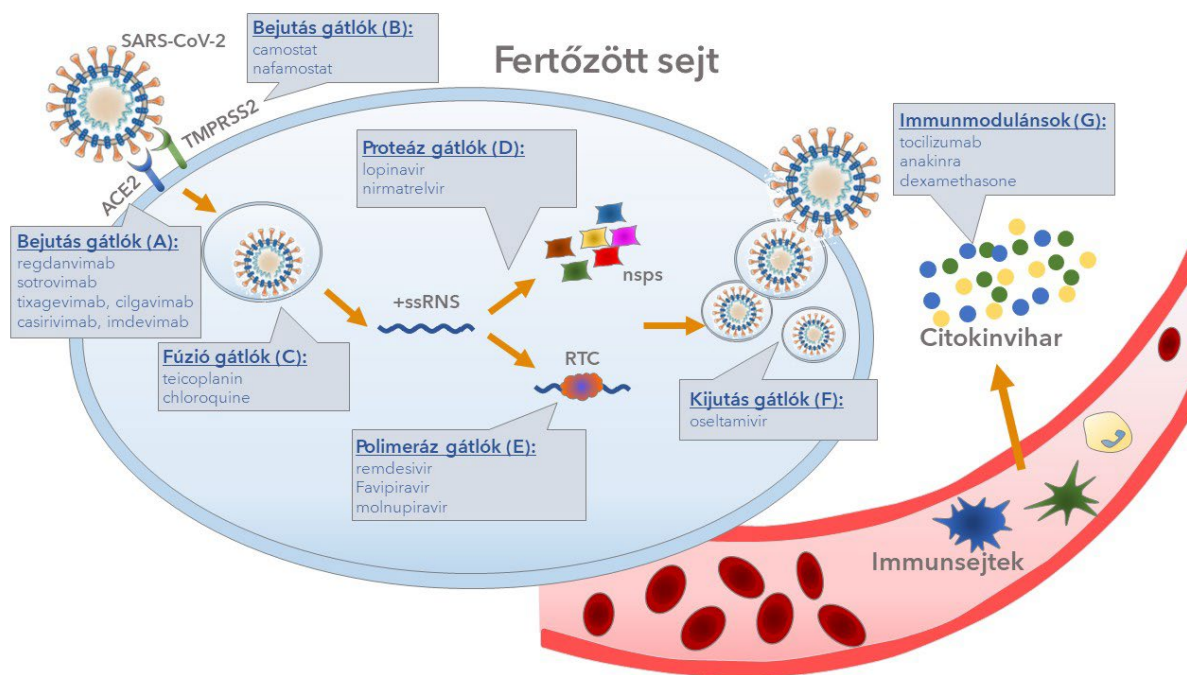 SARS-CoV-2
Bejutás gátlók (B):
camostat
nafamostat
Fertőzött sejt
TMPRSS2
ACE2
Bejutás gátlók (A):
regdanvimab
sotrovimab
tixagevimab, cilgavimab
casirivimab, imdevimab
Proteáz gátlók (D):
lopinavir
nirmatrelvir
Immunmodulánsok (G):
tocilizumab
anakinra
dexamethasone
nsps
+ssRNS
Citokinvihar
Fúzió gátlók (C):
teicoplanin
chloroquine
RTC
Kijutás gátlók (F):
oseltamivir
Polimeráz gátlók (E):
remdesivir
Favipiravir
molnupiravir
Immunsejtek